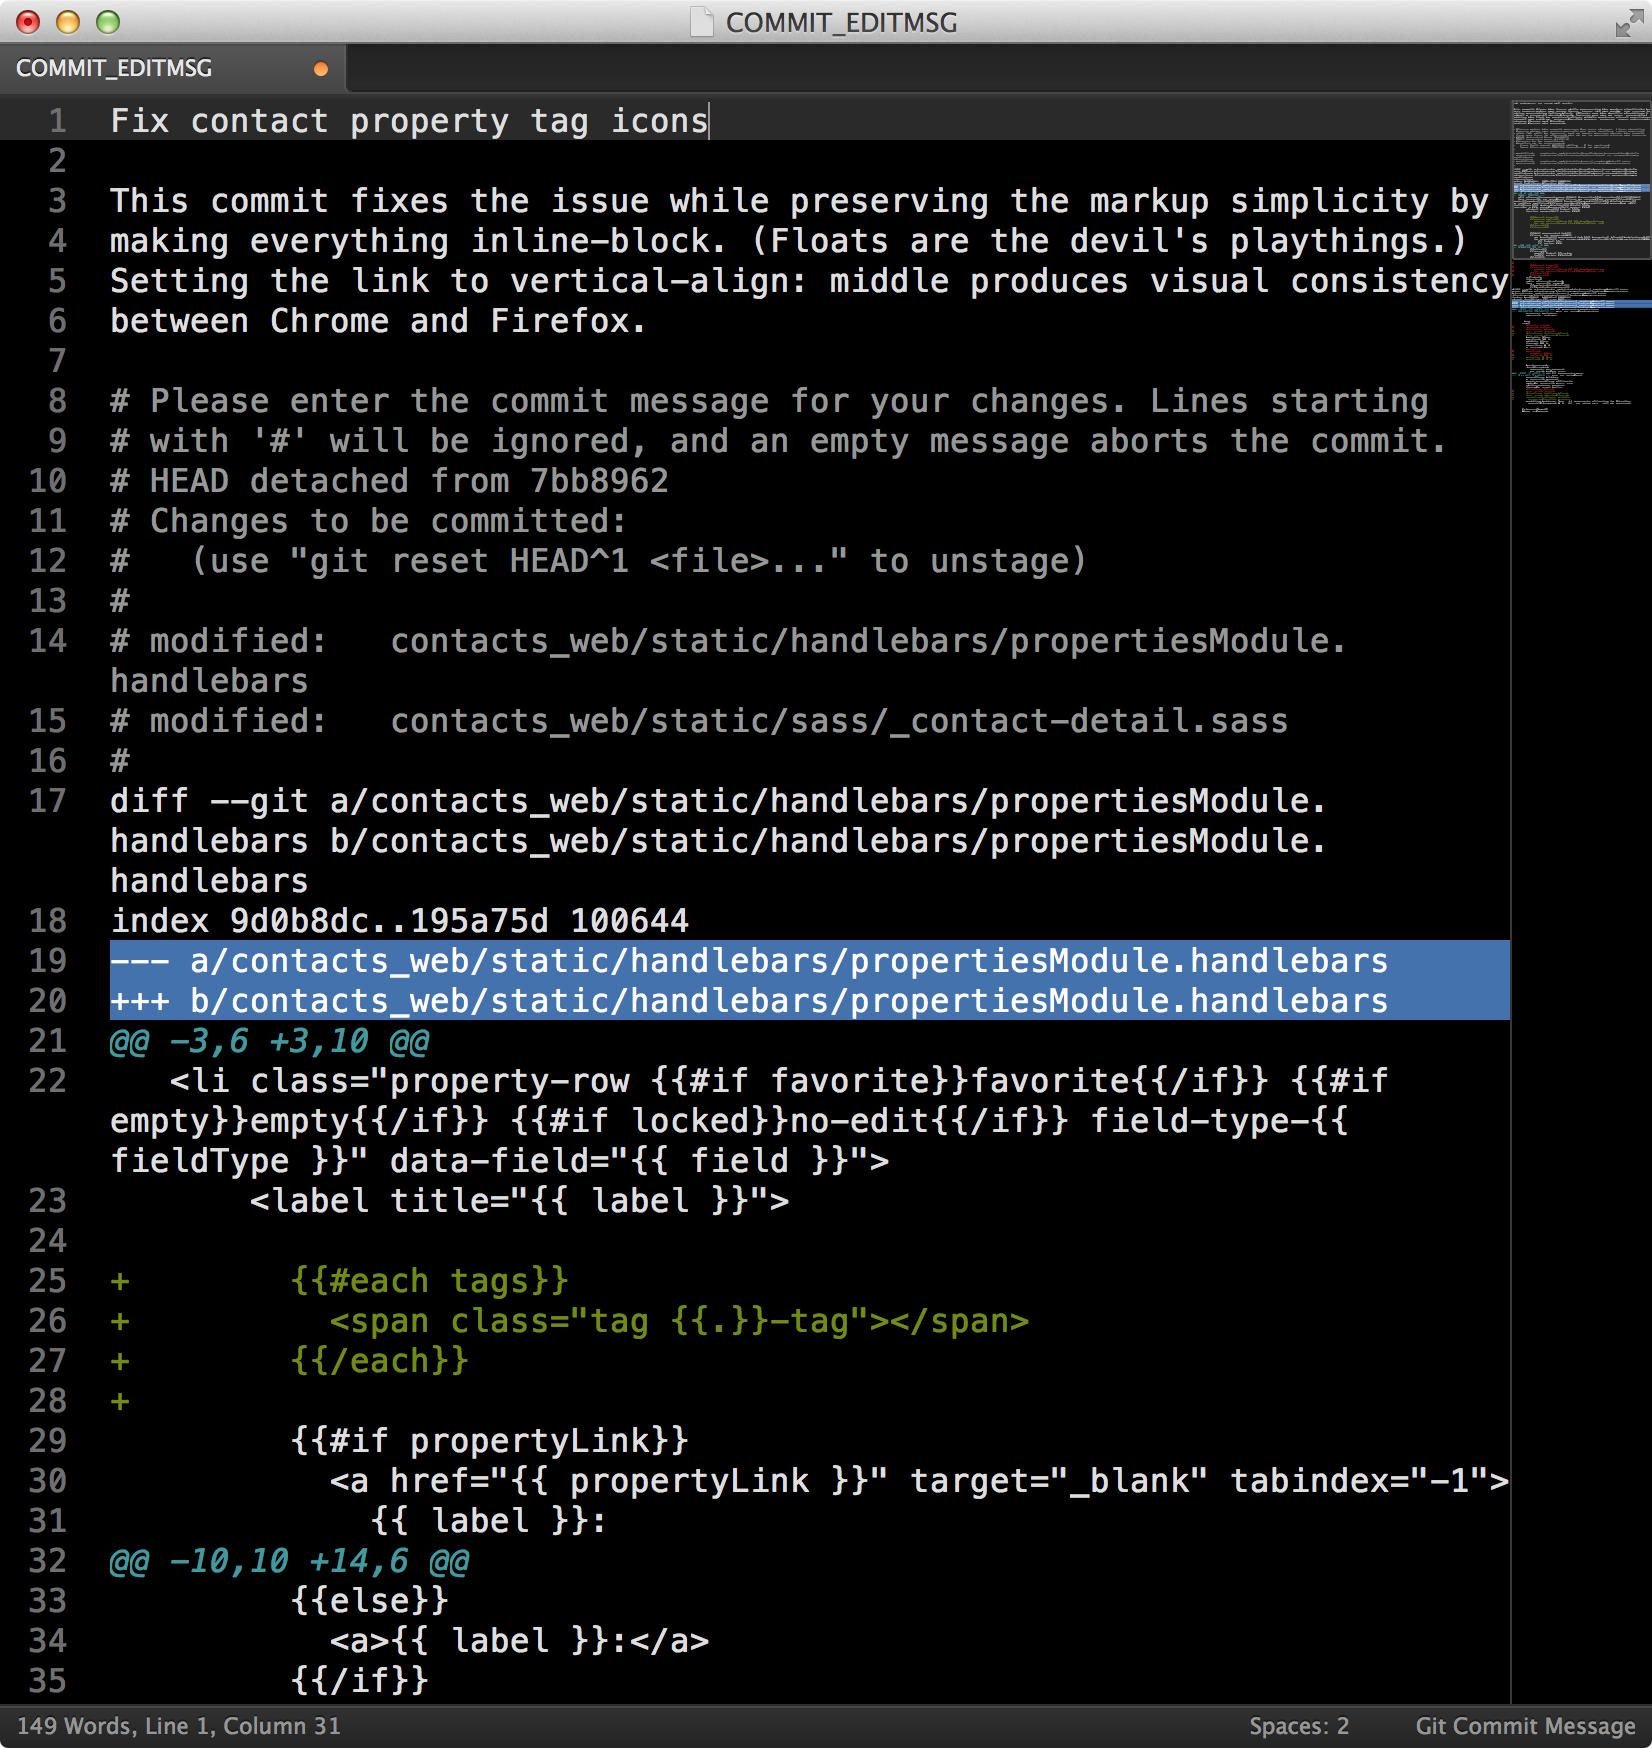 COMMIT_EDITMSG
COMMIT_EDITMSG
1 Fix contact property tag icons
2
3 This commit fixes the issue while preserving the markup simplicity by
4 making everything inline-block. (Floats are the devil's playthings.)
5 Setting the link to vertical-align: middle produces visual consistency
6 between Chrome and Firefox.
7
8 # Please enter the commit message for your changes. Lines starting
9 # with '#' will be ignored, and an empty message aborts the commit.
10 # HEAD detached from 7bb8962
11 # Changes to be committed:
12 #   (use "git reset HEAD^1 <file>..." to unstage)
13 #
14 # modified:   contacts_web/static/handlebars/propertiesModule.
handlebars
15 # modified:   contacts_web/static/sass/_contact-detail.sass
16 #
17 diff --git a/contacts_web/static/handlebars/propertiesModule.
handlebars b/contacts_web/static/handlebars/propertiesModule.
handlebars
18 index 9d0b8dc..195a75d 100644
19 --- a/contacts_web/static/handlebars/propertiesModule.handlebars
20 +++ b/contacts_web/static/handlebars/propertiesModule.handlebars
21 @@ -3,6 +3,10 @@
22    <li class="property-row {{#if favorite}}favorite{{/if}} {{#if
empty}}empty{{/if}} {{#if locked}}no-edit{{/if}} field-type-{{
fieldType }}" data-field="{{ field }}">
23        <label title="{{ label }}">
24
25 +        {{#each tags}}
26 +          <span class="tag {{.}}-tag"></span>
27 +        {{/each}}
28 +
29          {{#if propertyLink}}
30            <a href="{{ propertyLink }}" target="_blank" tabindex="-1">
31              {{ label }}:
32 @@ -10,10 +14,6 @@
33          {{else}}
34            <a>{{ label }}:</a>
35          {{/if}}
149 Words, Line 1, Column 31
Spaces: 2
Git Commit Message